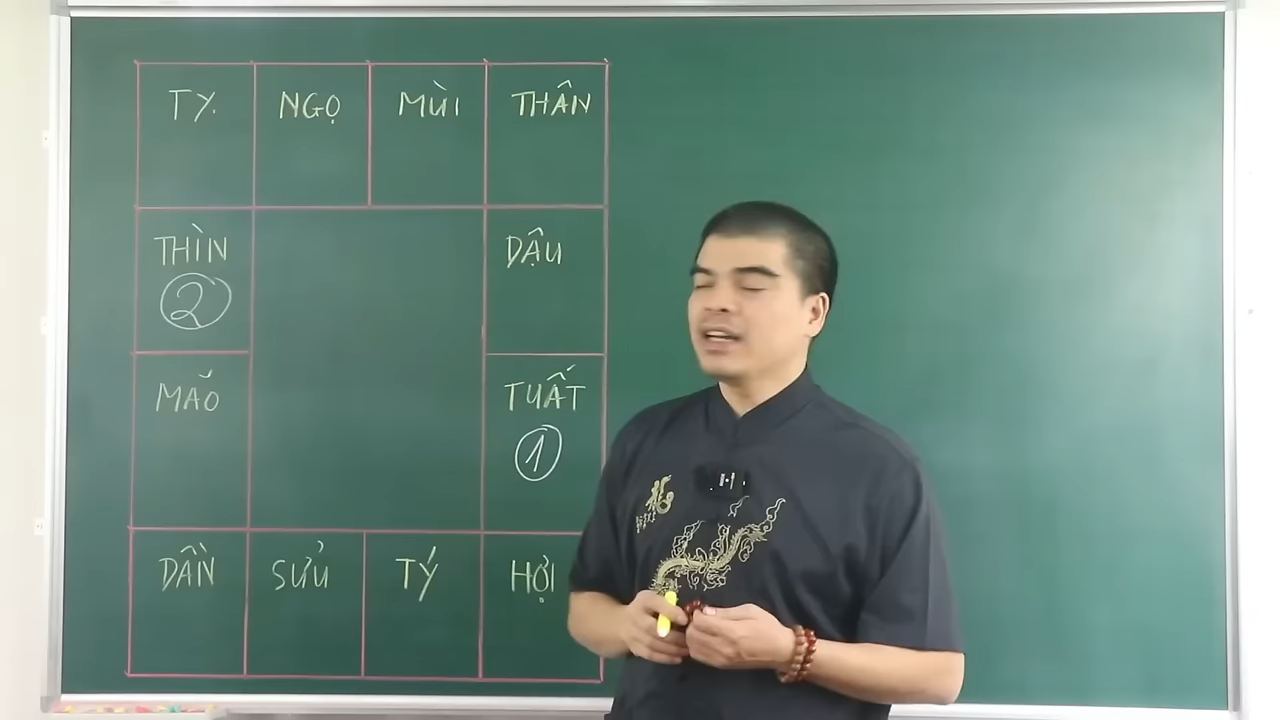 TỴ
NGỌ
MÙI
THÂN
THÌN
2
DẬU
MÃO
TUẤT
1
DẦN
SỬU
TÝ
HỢI